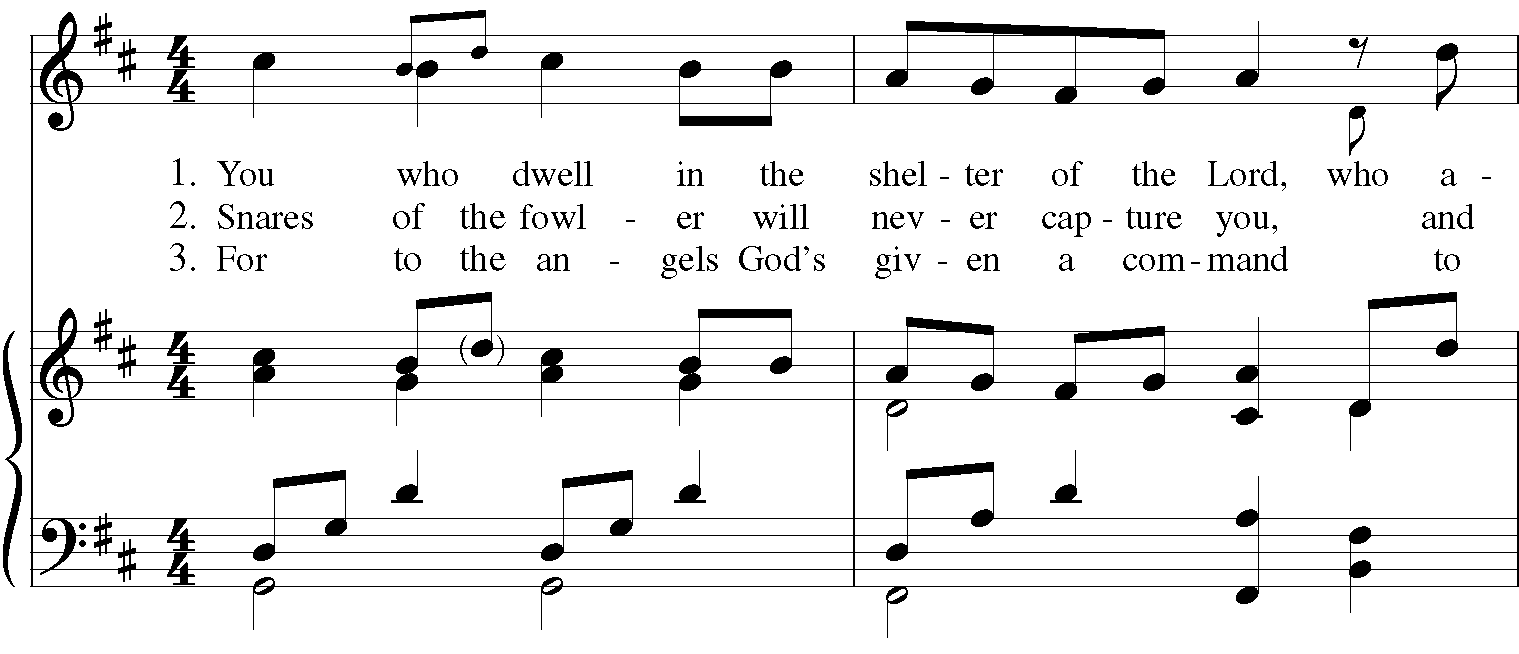 1. You who dwell in the shel - ter of the Lord, who a -
2. Snares of the fowl - er will nev - er cap - ture you, and
3. For to the an - gels God's giv - en a com - mand to